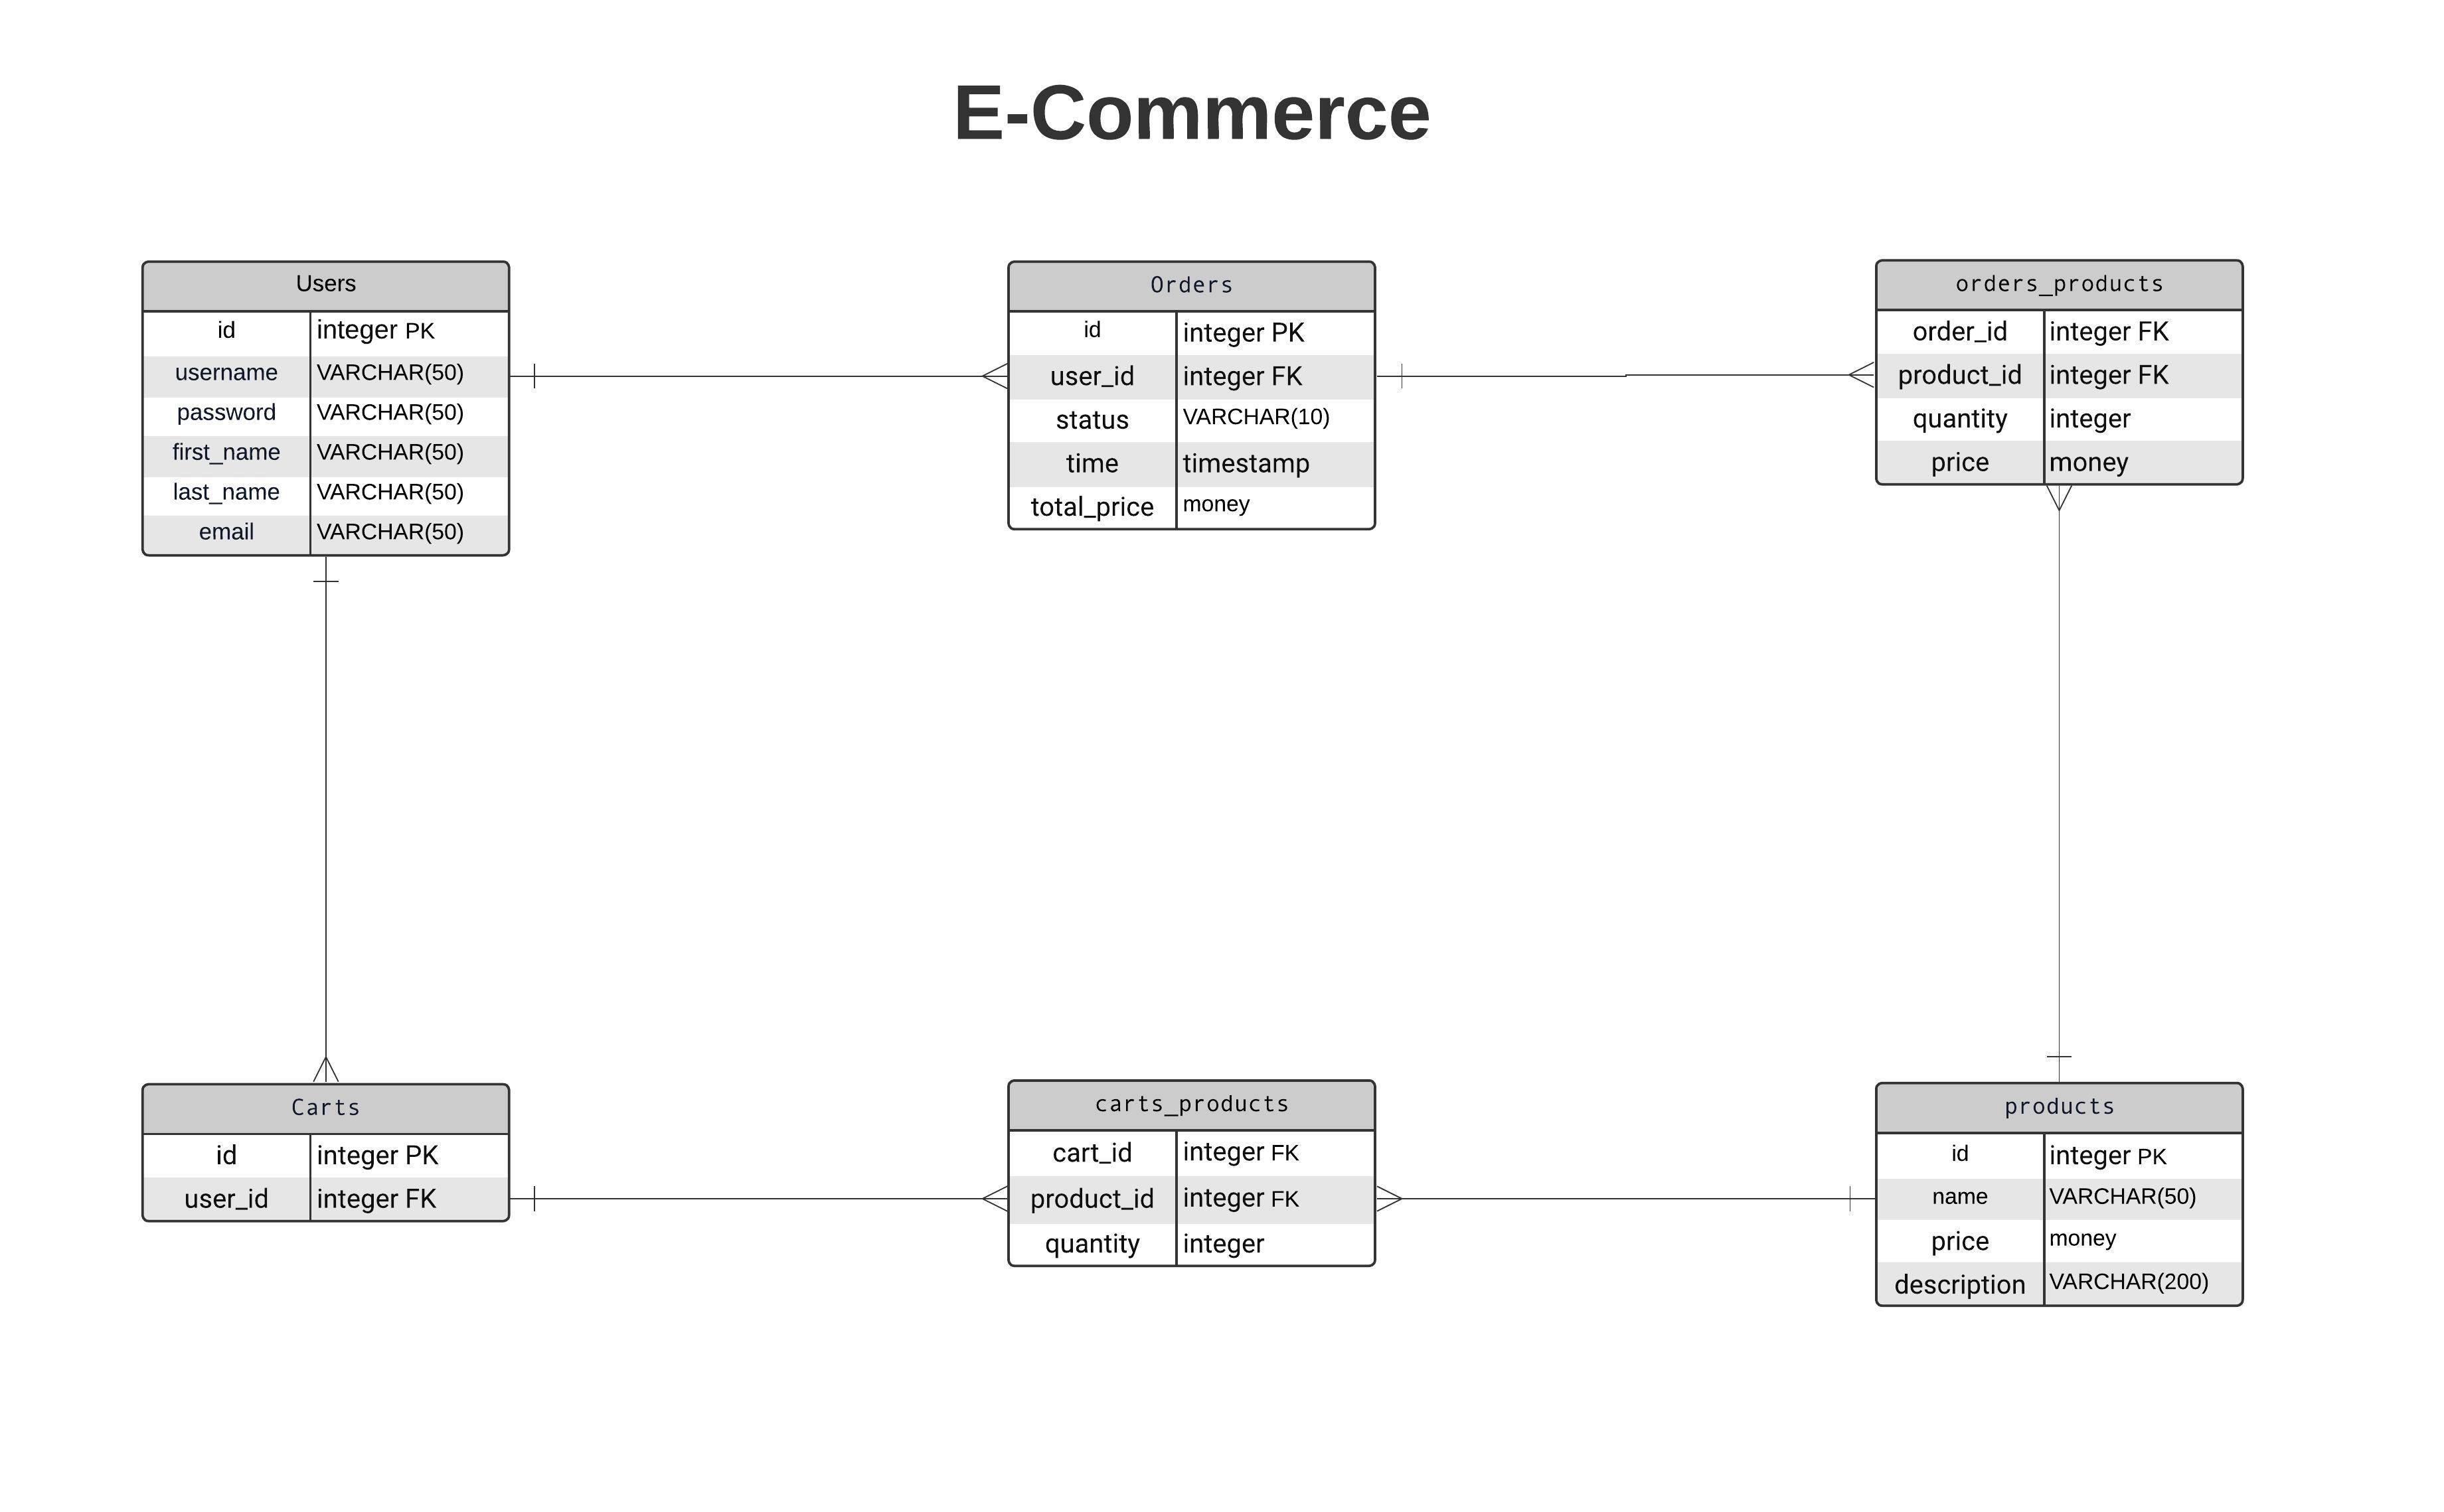 E-Commerce
Users
id integer PK
username VARCHAR(50)
password VARCHAR(50)
first_name VARCHAR(50)
last_name VARCHAR(50)
email VARCHAR(50)
Orders
id integer PK
user_id integer FK
status VARCHAR(10)
time timestamp
total_price money
orders_products
order_id integer FK
product_id integer FK
quantity integer
price money
Carts
id integer PK
user_id integer FK
carts_products
cart_id integer FK
product_id integer FK
quantity integer
products
id integer PK
name VARCHAR(50)
price money
description VARCHAR(200)